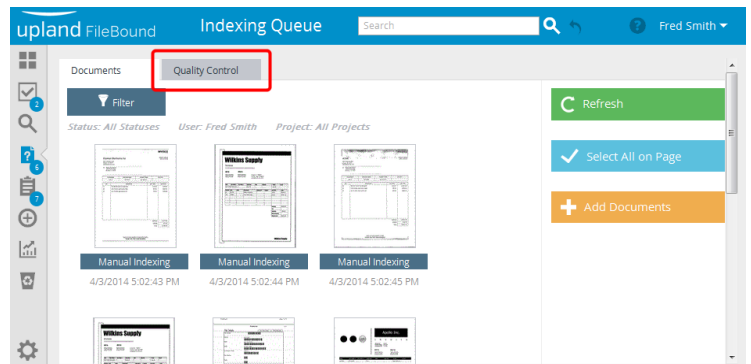 upland FileBound
Indexing Queue
Search
?
Fred Smith
Documents
Quality Control
Filter
Status: All Statuses User: Fred Smith Project: All Projects
Refresh
Select All on Page
Add Documents
2
?
6
7
Wilkins Supply
Manual Indexing
Manual Indexing
Manual Indexing
4/3/2014 5:02:43 PM
4/3/2014 5:02:44 PM
4/3/2014 5:02:45 PM
Wilkins Supply
Apollo Inc.